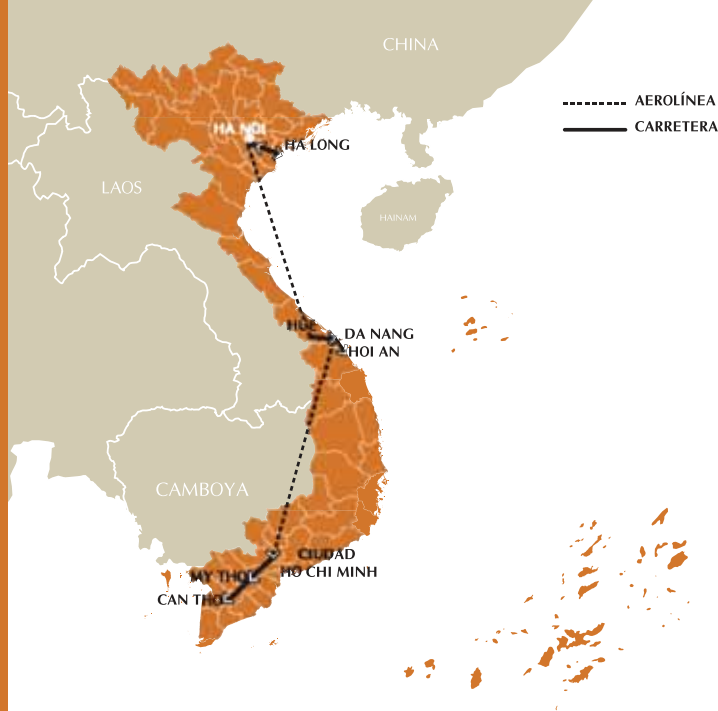 CHINA
AEROLÍNEA
CARRETERA
HA NOI
HA LONG
LAOS
HAINAM
HUE
DA NANG
HOI AN
CAMBOYA
CIUDAD
HO CHI MINH
MY THO
CAN THO